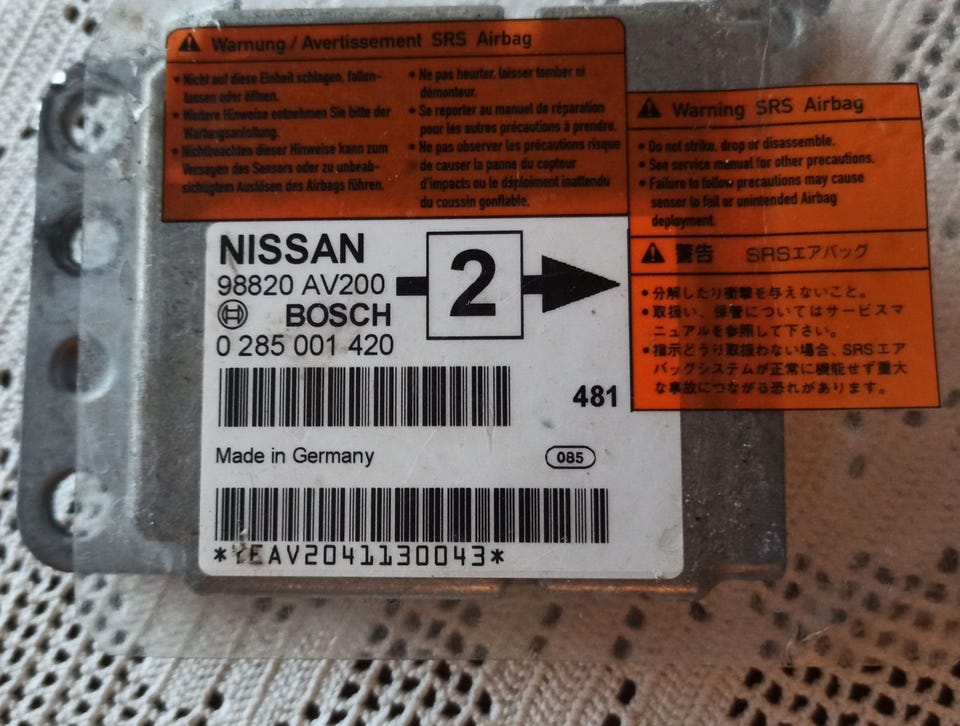 Warnung / Avertissement SRS Airbag
• Nicht auf diese Einheit schlagen, fallen-
lassen oder öffnen.
• Weitere Hinweise entnehmen Sie bitte der
Wartungsanleitung.
• Nichtbeachten dieser Hinweise kann zum
Versagen des Sensors oder zu unbeab-
sichtigtem Auslösen des Airbags führen.
• Ne pas heurter, laisser tomber ni
démonteur.
• Se reporter au manuel de réparation
pour les autres précautions à prendre.
• Ne pas observer les précautions risque
de causer la panne du capteur
d'impacts ou le déploiment inattendu
du coussin gonflable.
Warning SRS Airbag
• Do not strike, drop or disassemble.
• See service manual for other precautions.
• Failure to follow precautions may cause
sensor to fail or unintended Airbag
deployment.
警告 SRSエアバッグ
• 分解したり衝撃を与えないこと。
• 取扱い、保管についてはサービスマ
ニュアルを参照して下さい。
• 指示どうり取扱わない場合、SRSエア
バッグシステムが正常に機能せず重大
な事故につながる恐れがあります。
NISSAN
98820 AV200
BOSCH
0 285 001 420
2
481
Made in Germany
085
*YEAV2041130043*